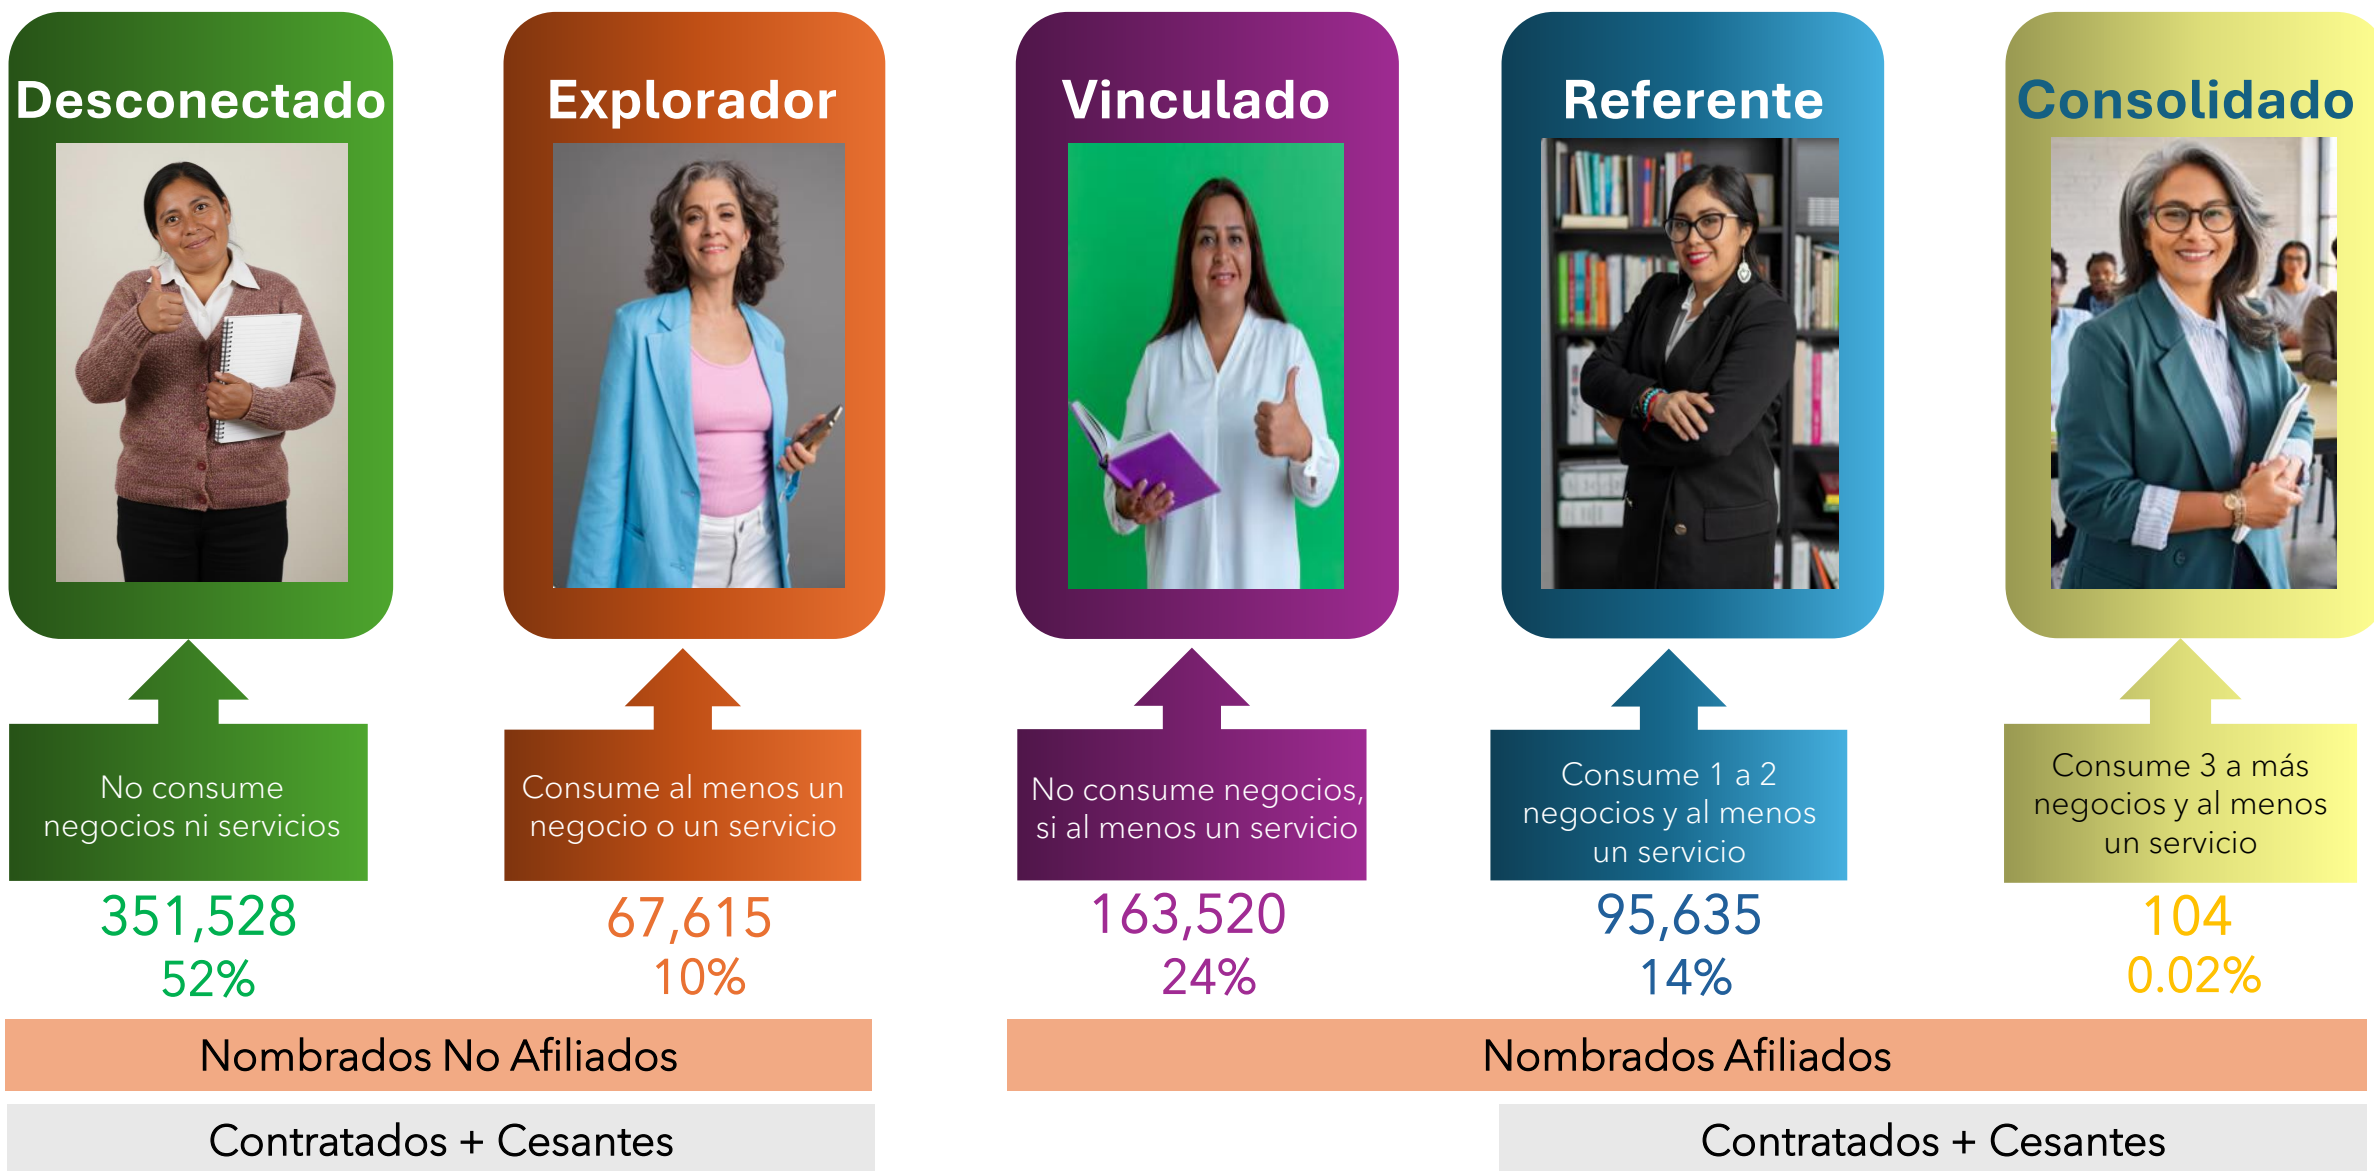 Desconectado
Explorador
Vinculado
Referente
Consolidado
No consume
negocios ni servicios
Consume al menos un
negocio o un servicio
No consume negocios,
si al menos un servicio
Consume 1 a 2
negocios y al menos
un servicio
Consume 3 a más
negocios y al menos
un servicio
351,528
52%
67,615
10%
163,520
24%
95,635
14%
104
0.02%
Nombrados No Afiliados
Nombrados Afiliados
Contratados + Cesantes
Contratados + Cesantes